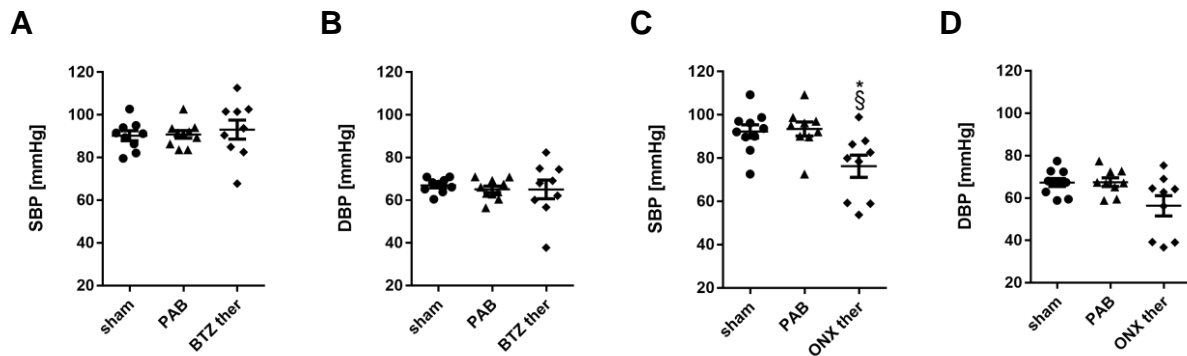 A
B
C
D
SBP [mmHg]
120
100
80
60
40
20
sham
PAB
BTZ ther
DBP [mmHg]
120
100
80
60
40
20
sham
PAB
BTZ ther
SBP [mmHg]
120
100
80
60
40
20
*
§
sham
PAB
ONX ther
DBP [mmHg]
120
100
80
60
40
20
sham
PAB
ONX ther